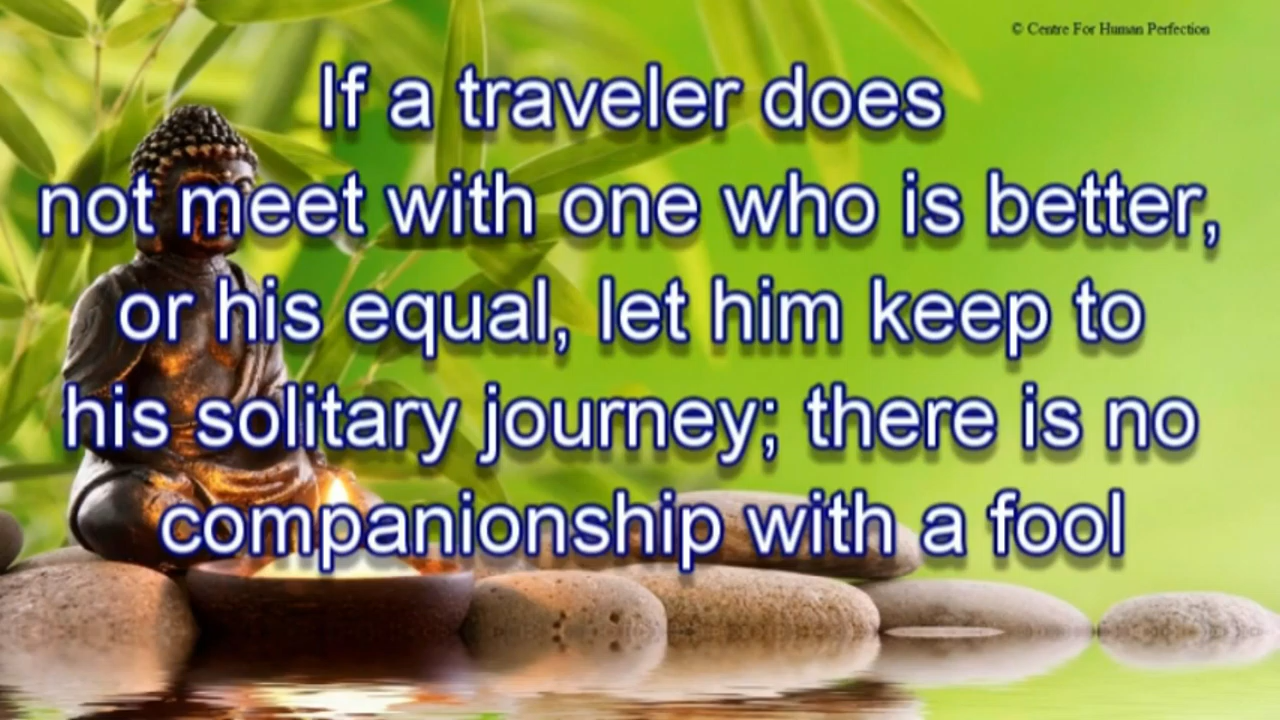 © Centre For Human Perfection
If a traveler does
not meet with one who is better,
or his equal, let him keep to
his solitary journey; there is no
companionship with a fool